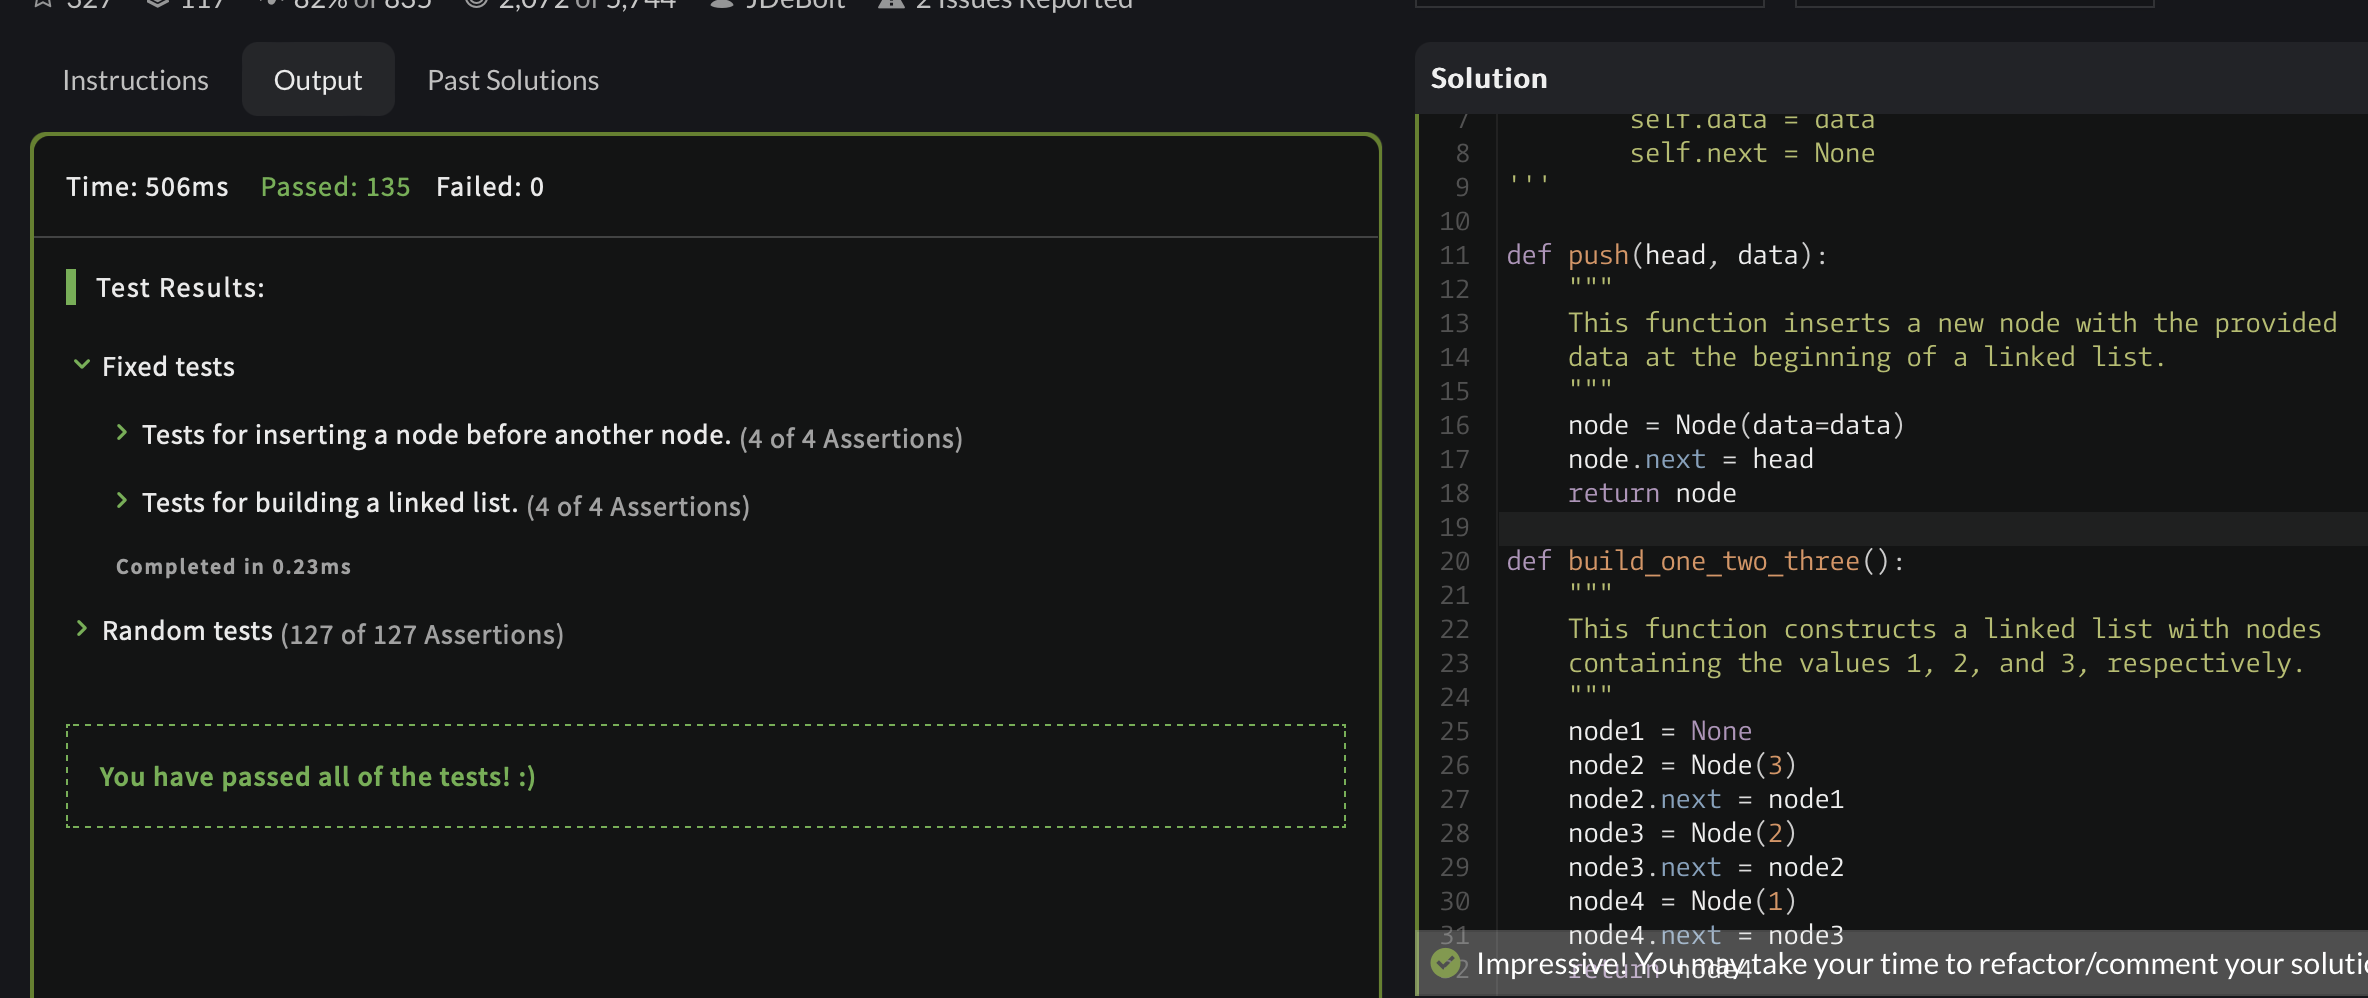 327 117 82% of 835 2,072 of 5,744 JDeBolt 2 Issues Reported
Instructions Output Past Solutions
Time: 506ms Passed: 135 Failed: 0
Test Results:
Fixed tests
Tests for inserting a node before another node. (4 of 4 Assertions)
Tests for building a linked list. (4 of 4 Assertions)
Completed in 0.23ms
Random tests (127 of 127 Assertions)
You have passed all of the tests! :)
Solution
7 self.data = data
8 self.next = None
9 '''
10
11 def push(head, data):
12 """
13 This function inserts a new node with the provided
14 data at the beginning of a linked list.
15 """
16 node = Node(data=data)
17 node.next = head
18 return node
19
20 def build_one_two_three():
21 """
22 This function constructs a linked list with nodes
23 containing the values 1, 2, and 3, respectively.
24 """
25 node1 = None
26 node2 = Node(3)
27 node2.next = node1
28 node3 = Node(2)
29 node3.next = node2
30 node4 = Node(1)
31 node4.next = node3
32 return node4
Impressive! You may take your time to refactor/comment your soluti